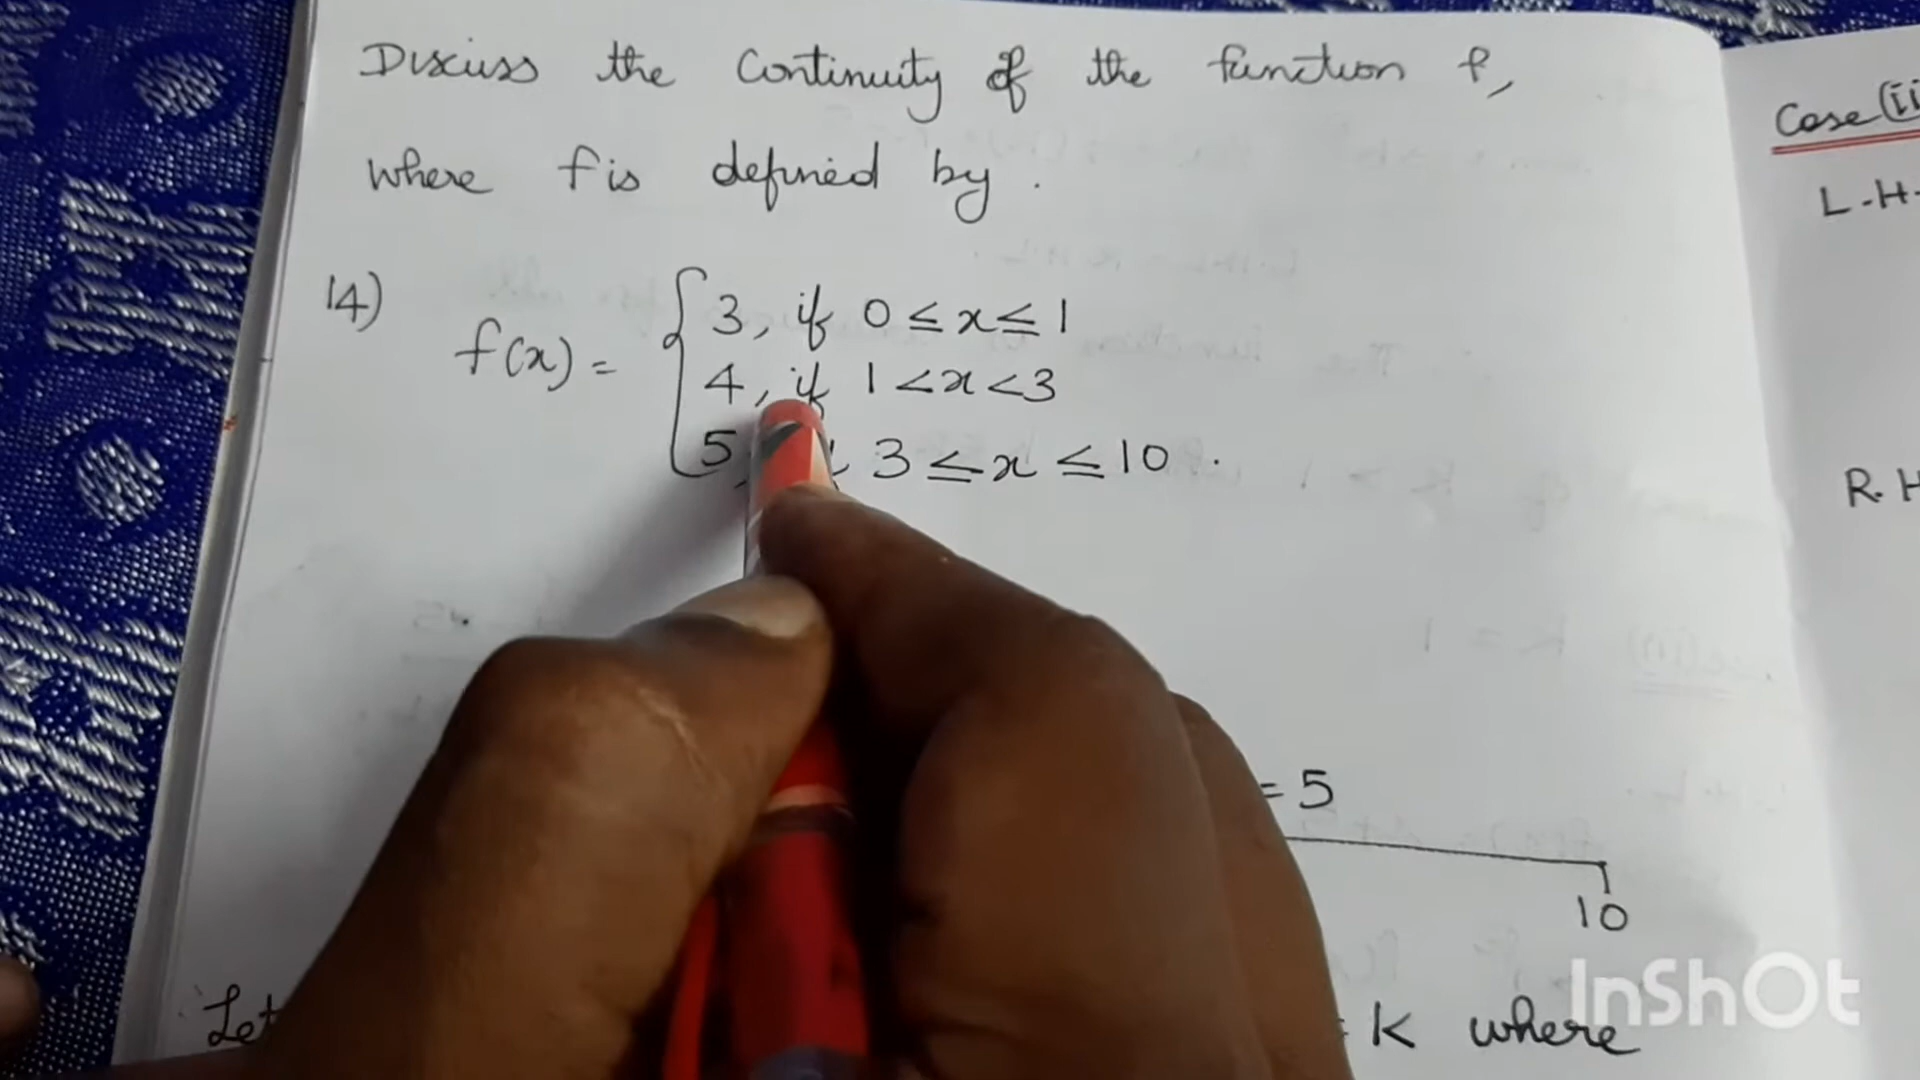 Discuss the continuity of the function f,
where f is defined by.
14)
f(x) = { 3, if 0 ≤ x ≤ 1
4, if 1 < x < 3
5, 3 ≤ x ≤ 10.
= 5
10
Let K where
Case (ii
L.H.
R.H
InShOt